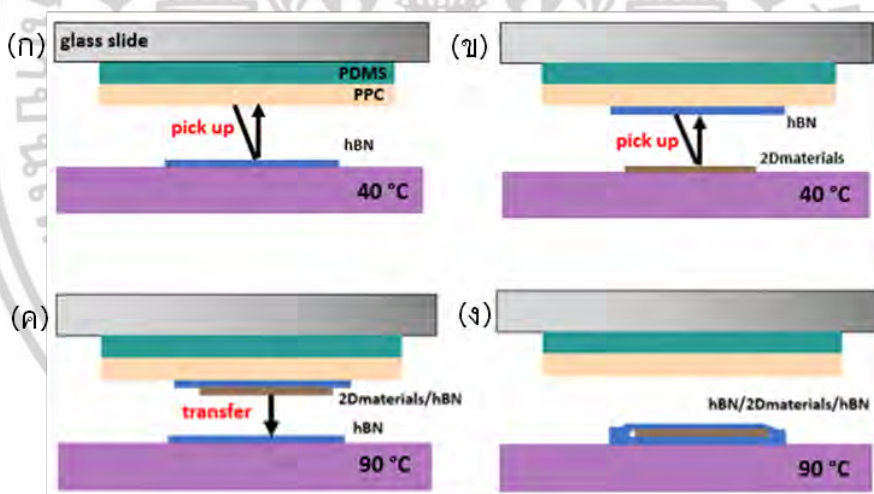 (ก)
glass slide
PDMS
PPC
pick up
hBN
40 °C
(ข)
hBN
pick up
2Dmaterials
40 °C
(ค)
2Dmaterials/hBN
transfer
hBN
90 °C
(ง)
hBN/2Dmaterials/hBN
90 °C